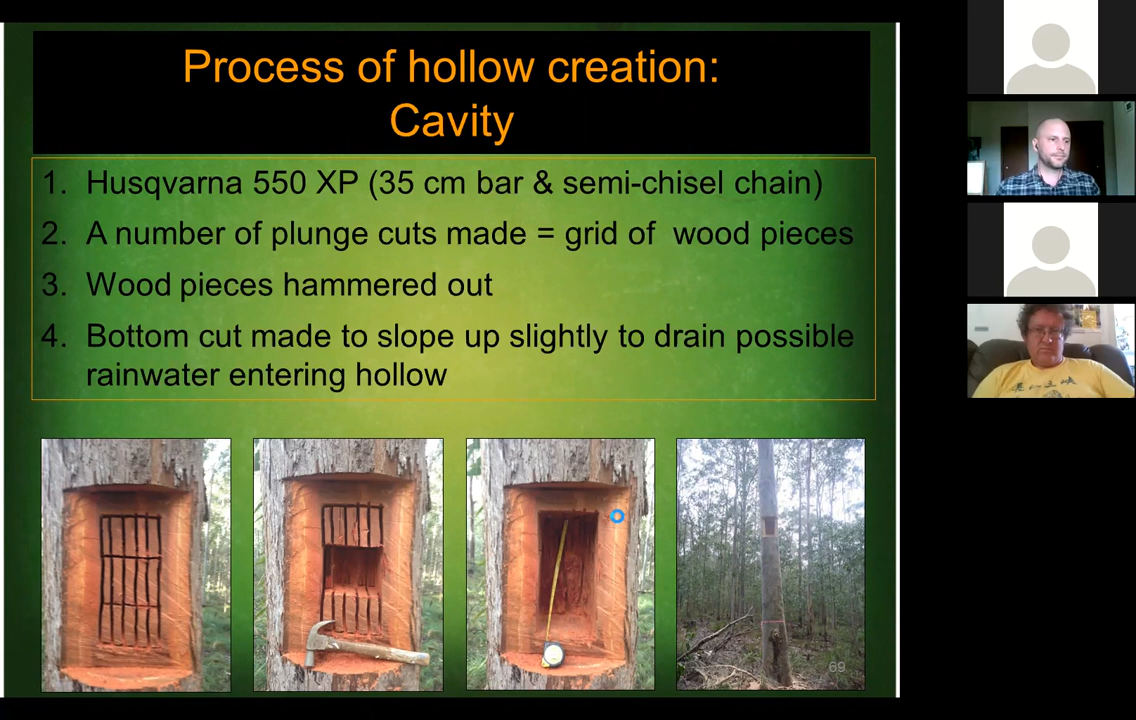 Process of hollow creation:
Cavity
1. Husqvarna 550 XP (35 cm bar & semi-chisel chain)
2. A number of plunge cuts made = grid of wood pieces
3. Wood pieces hammered out
4. Bottom cut made to slope up slightly to drain possible
rainwater entering hollow
69